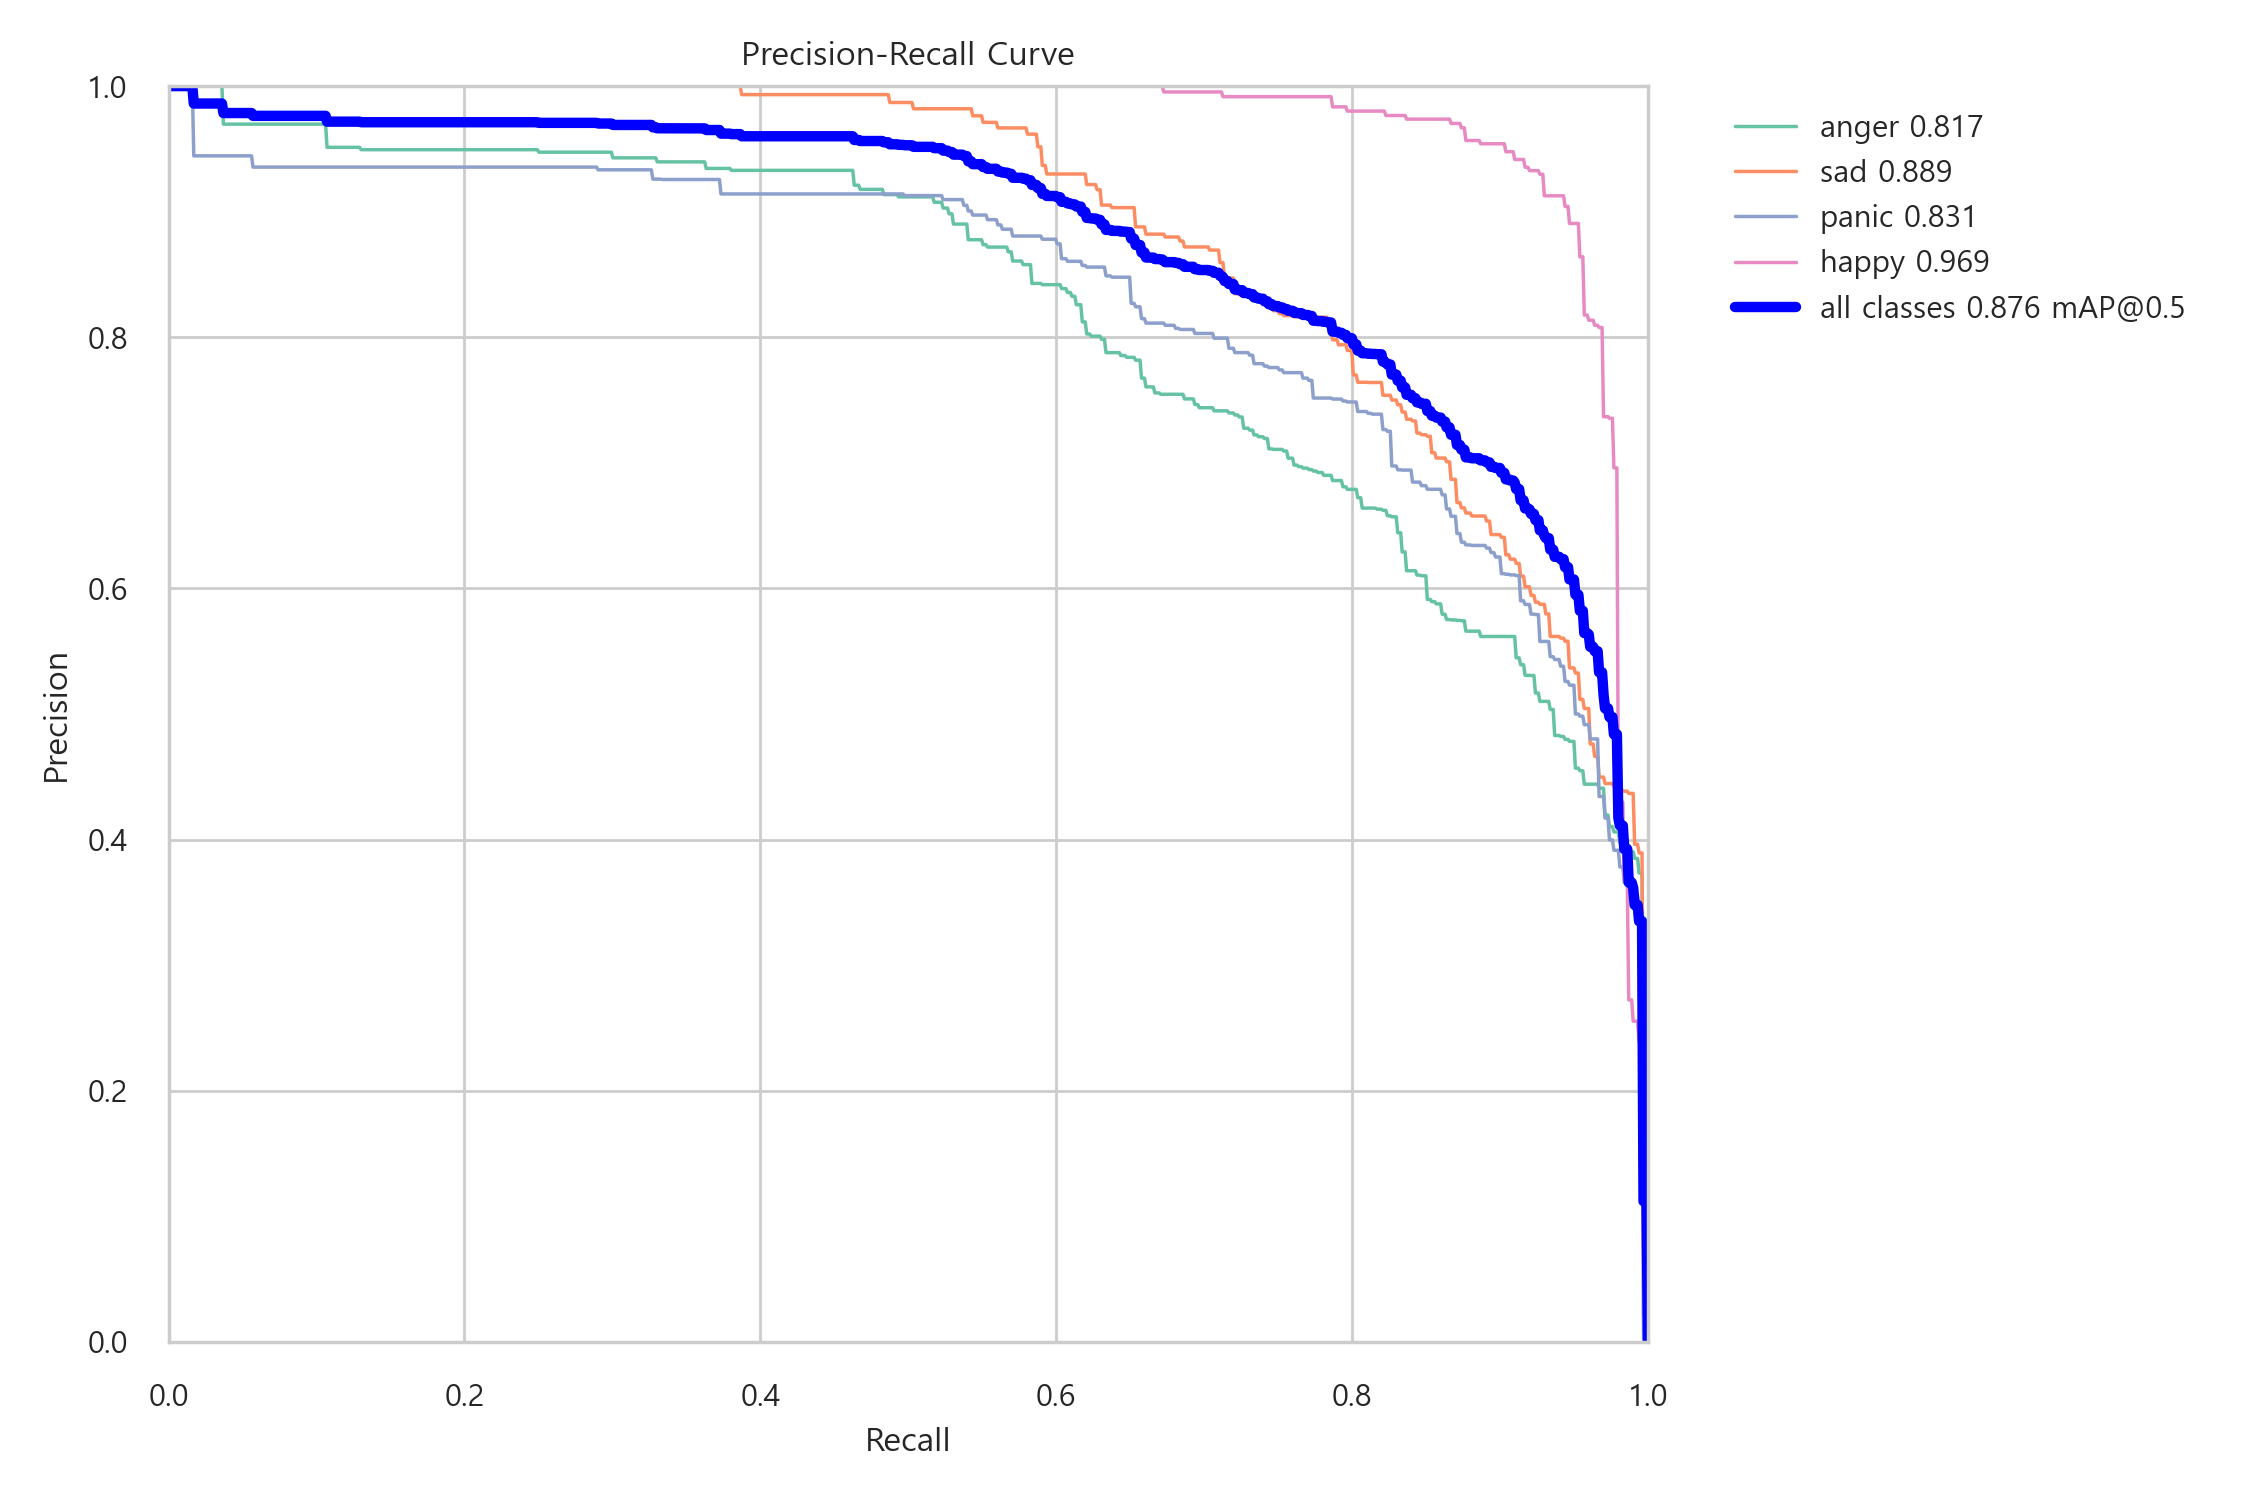 Precision-Recall Curve
1.0
0.8
0.6
0.4
0.2
0.0
Precision
0.0 0.2 0.4 0.6 0.8 1.0
Recall
anger 0.817
sad 0.889
panic 0.831
happy 0.969
all classes 0.876 mAP@0.5